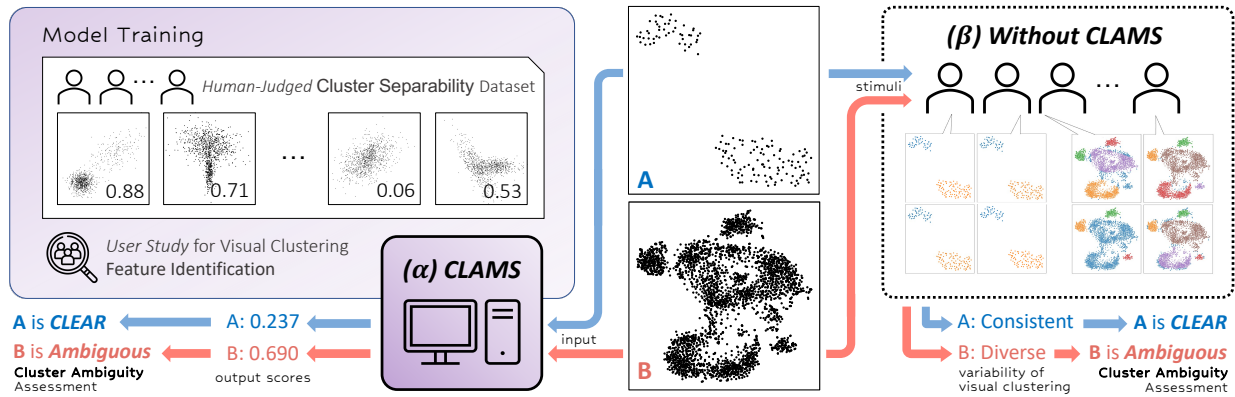 Model Training
...
Human-Judged Cluster Separability Dataset
0.88
0.71
...
0.06
0.53
User Study for Visual Clustering
Feature Identification
(α) CLAMS
A is CLEAR
A: 0.237
B is Ambiguous
B: 0.690
Cluster Ambiguity
Assessment
output scores
input
A
B
stimuli
(β) Without CLAMS
...
...
A: Consistent
A is CLEAR
B: Diverse
B is Ambiguous
variability of
visual clustering
Cluster Ambiguity
Assessment